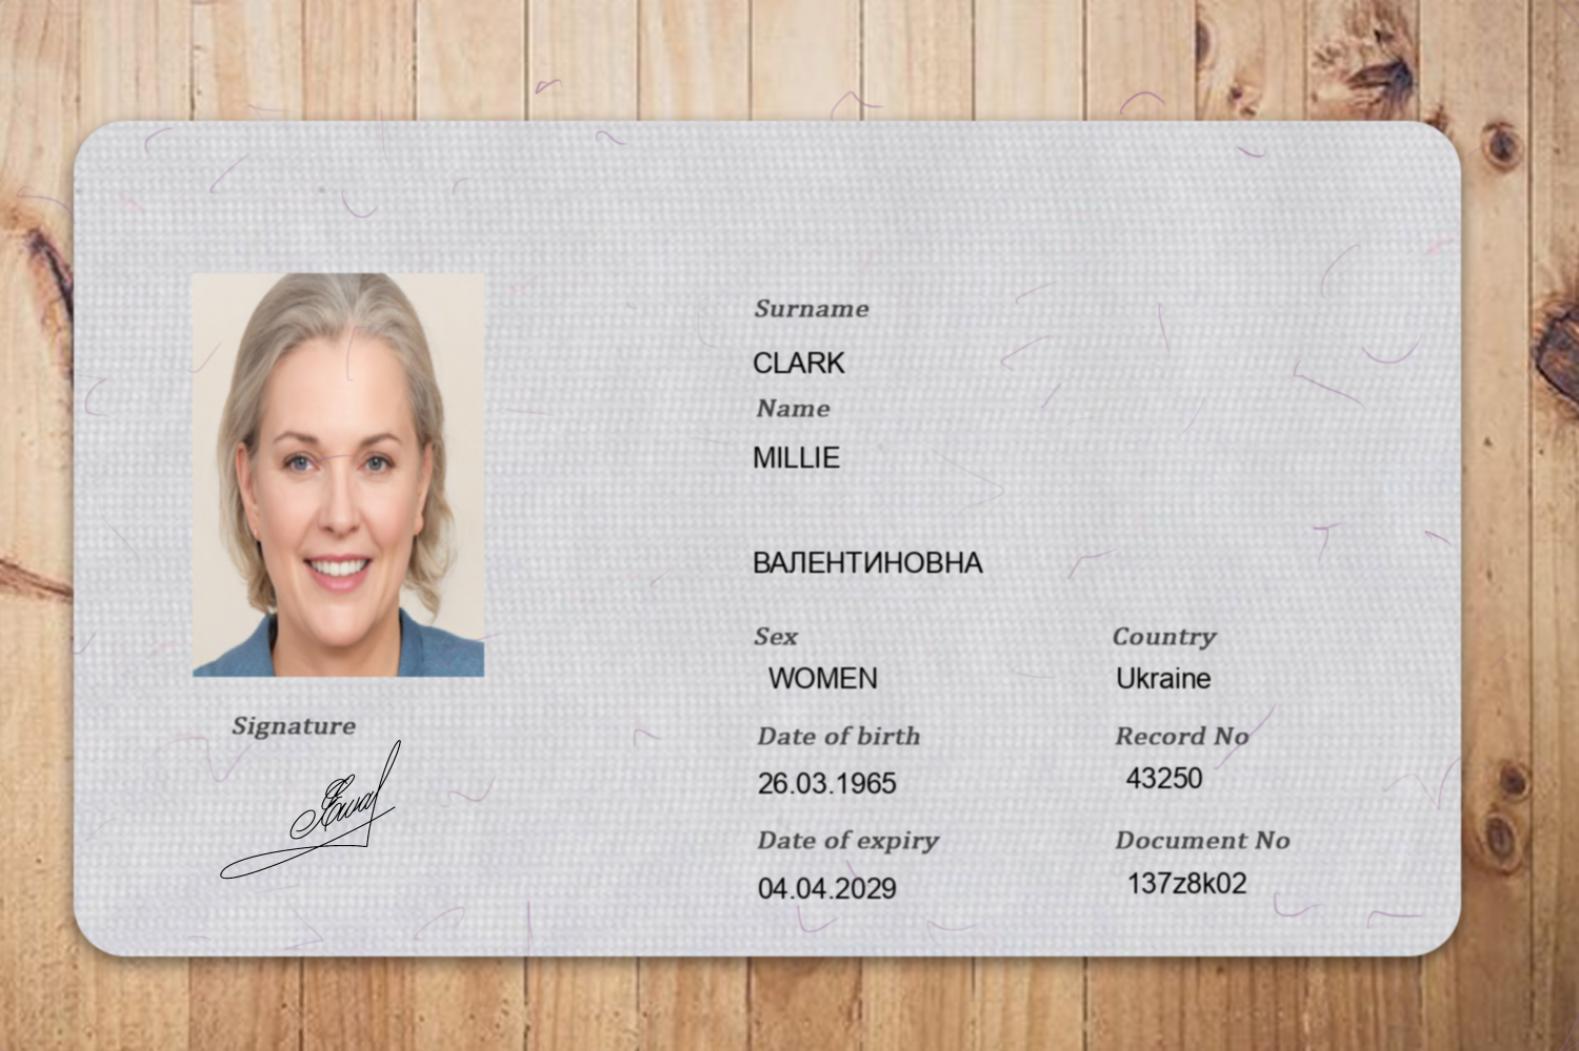 Surname
CLARK
Name
MILLIE
ВАЛЕНТИНОВНА
Sex
Country
WOMEN
Ukraine
Signature
Date of birth
Record No
26.03.1965
43250
Date of expiry
Document No
04.04.2029
137z8k02